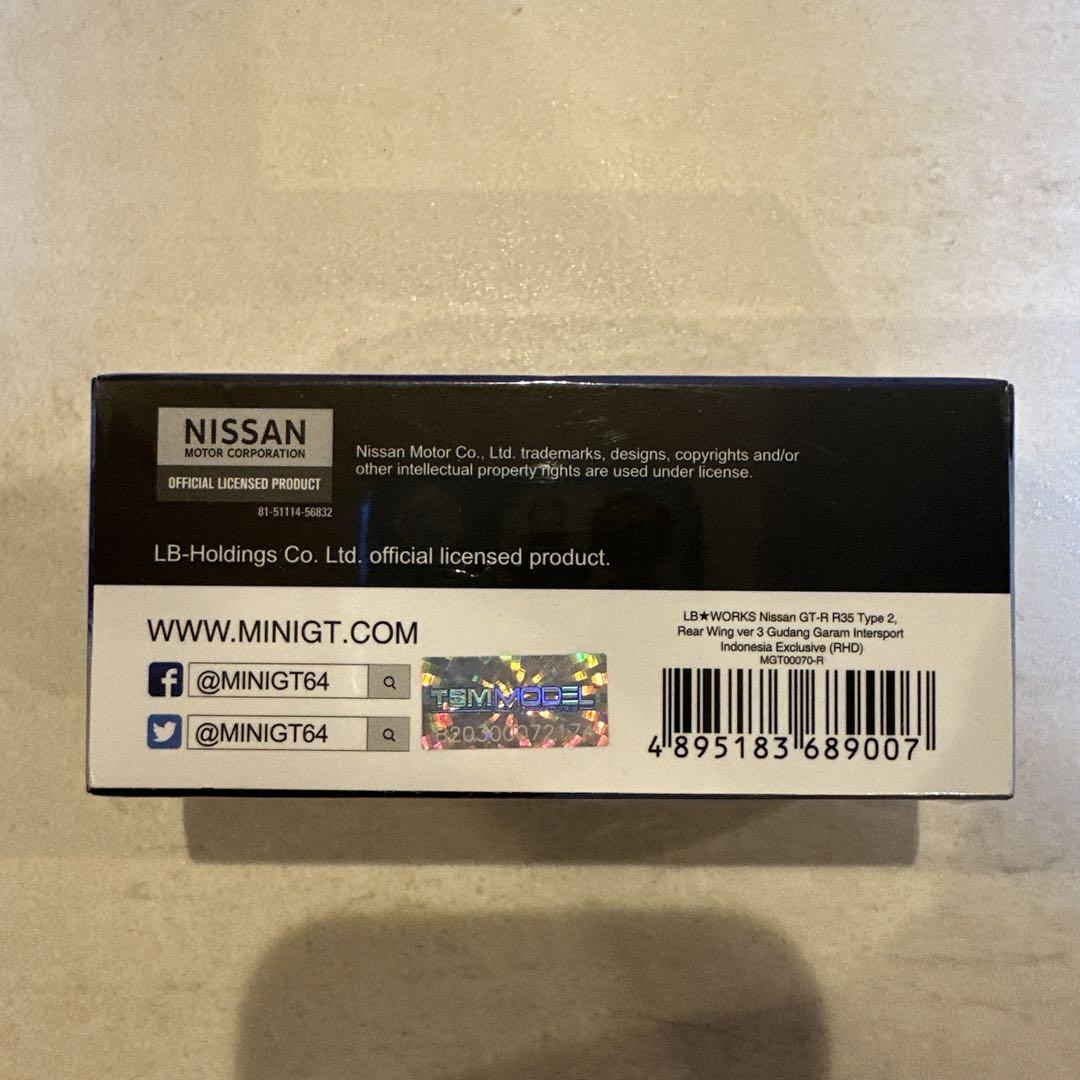 NISSAN
MOTOR CORPORATION
OFFICIAL LICENSED PRODUCT
81-51114-56832
Nissan Motor Co., Ltd. trademarks, designs, copyrights and/or
other intellectual property rights are used under license.
LB-Holdings Co. Ltd. official licensed product.
WWW.MINIGT.COM
@MINIGT64
@MINIGT64
TSMMODEL
LB★WORKS Nissan GT-R R35 Type 2,
Rear Wing ver 3 Gudang Garam Intersport
Indonesia Exclusive (RHD)
MGT00070-R
4 895183 689007